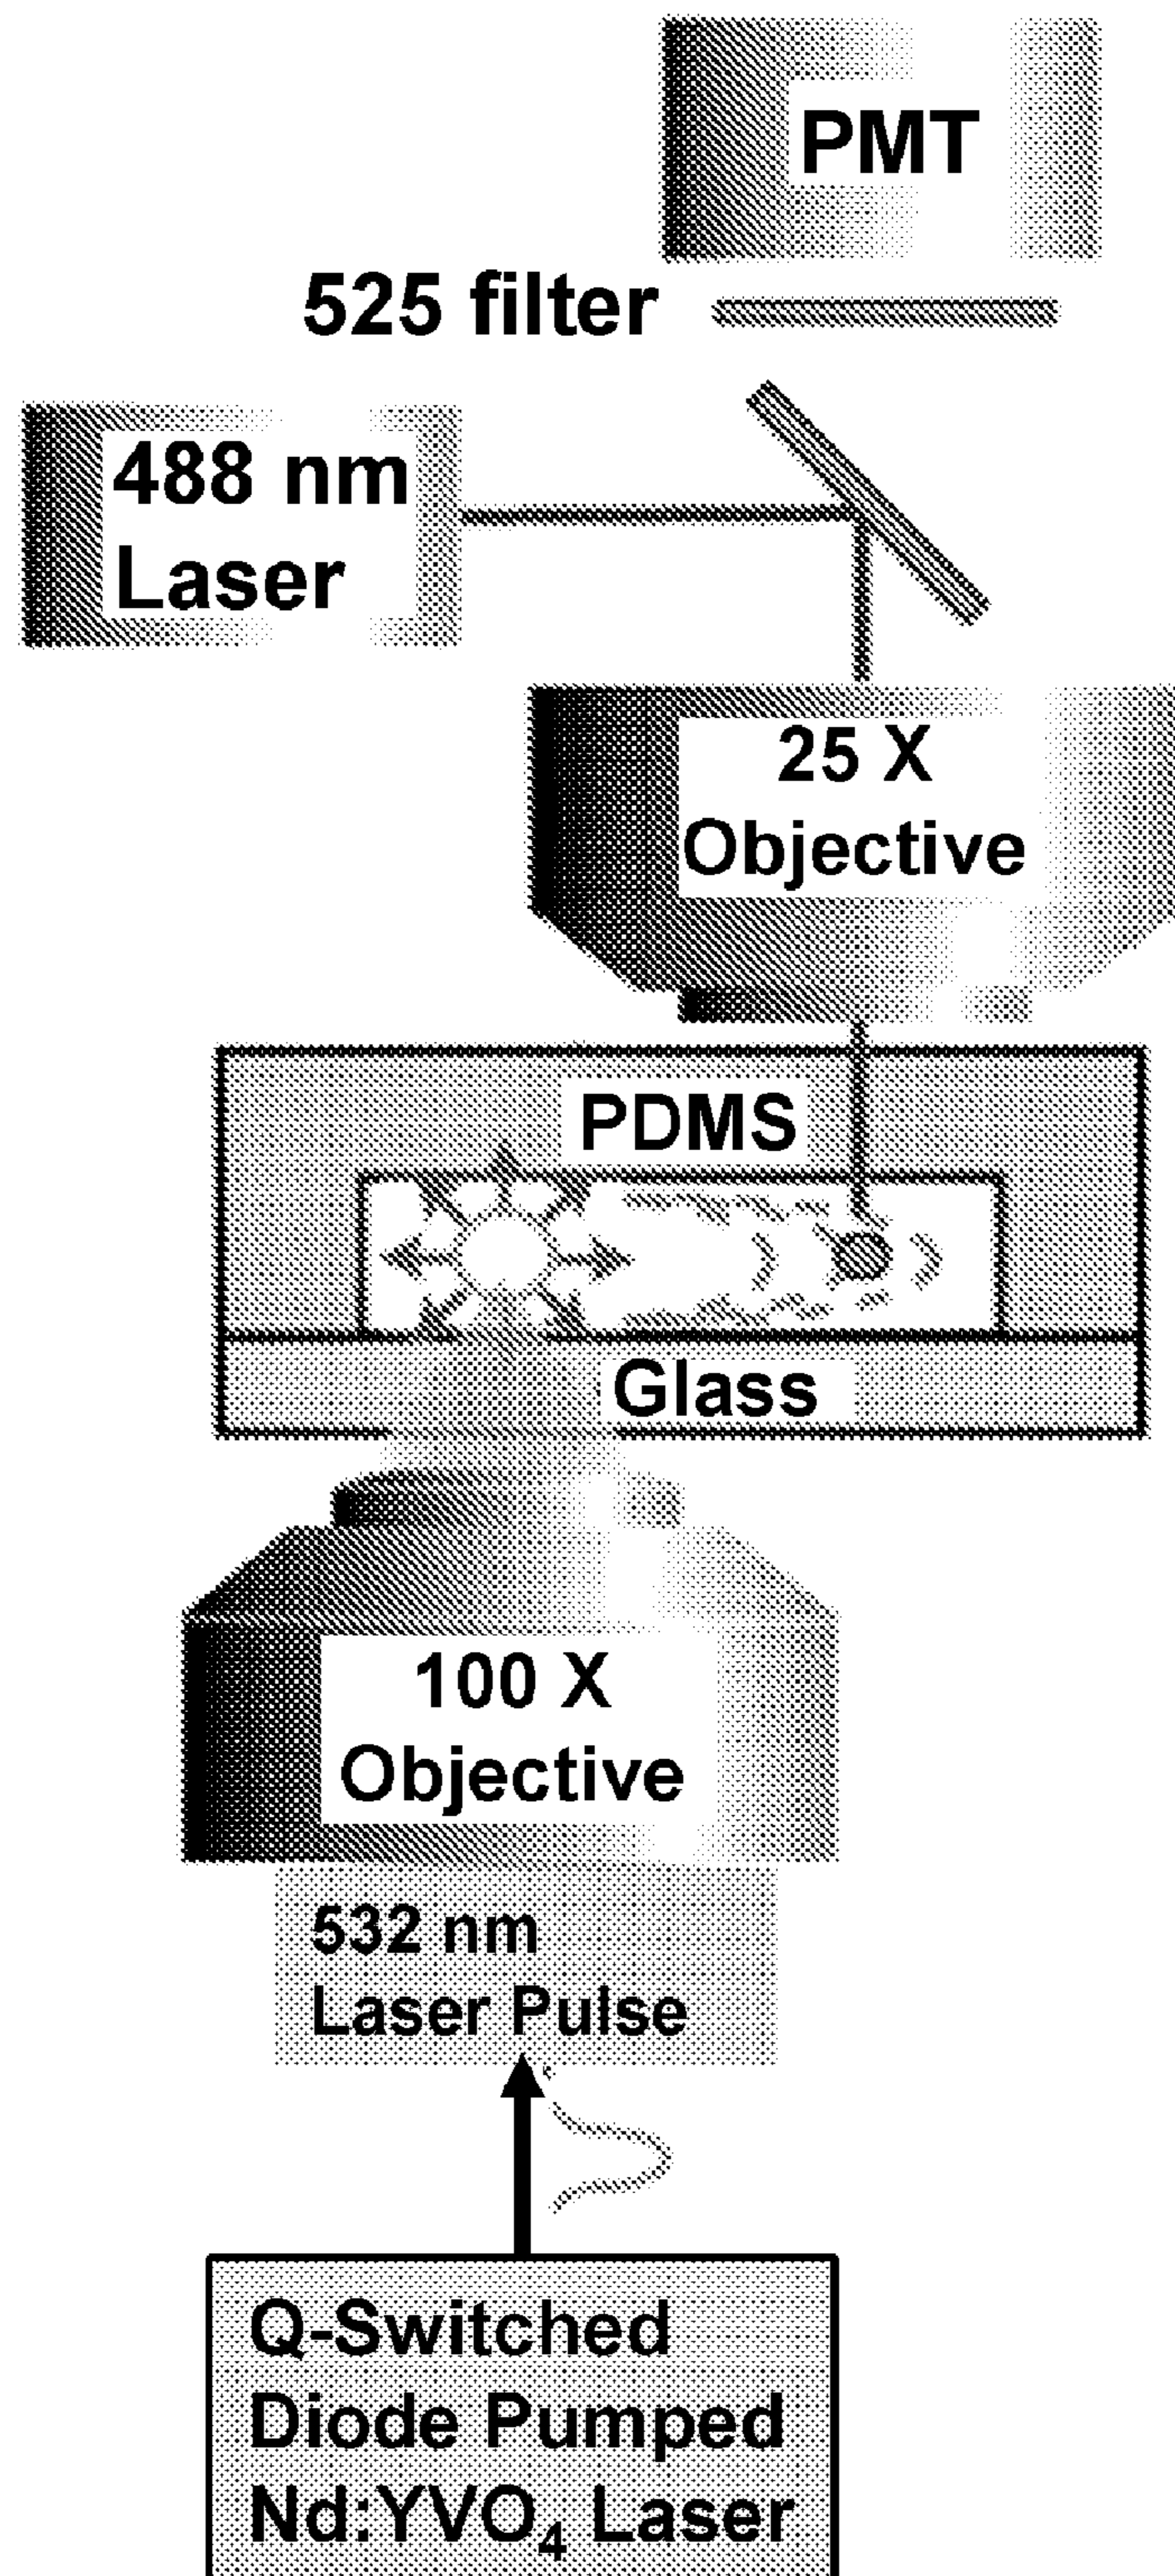 PMT
525 filter
488 nm
Laser
25 X
Objective
PDMS
Glass
100 X
Objective
532 nm
Laser Pulse
Q-Switched
Diode Pumped
Nd:YVO₄ Laser